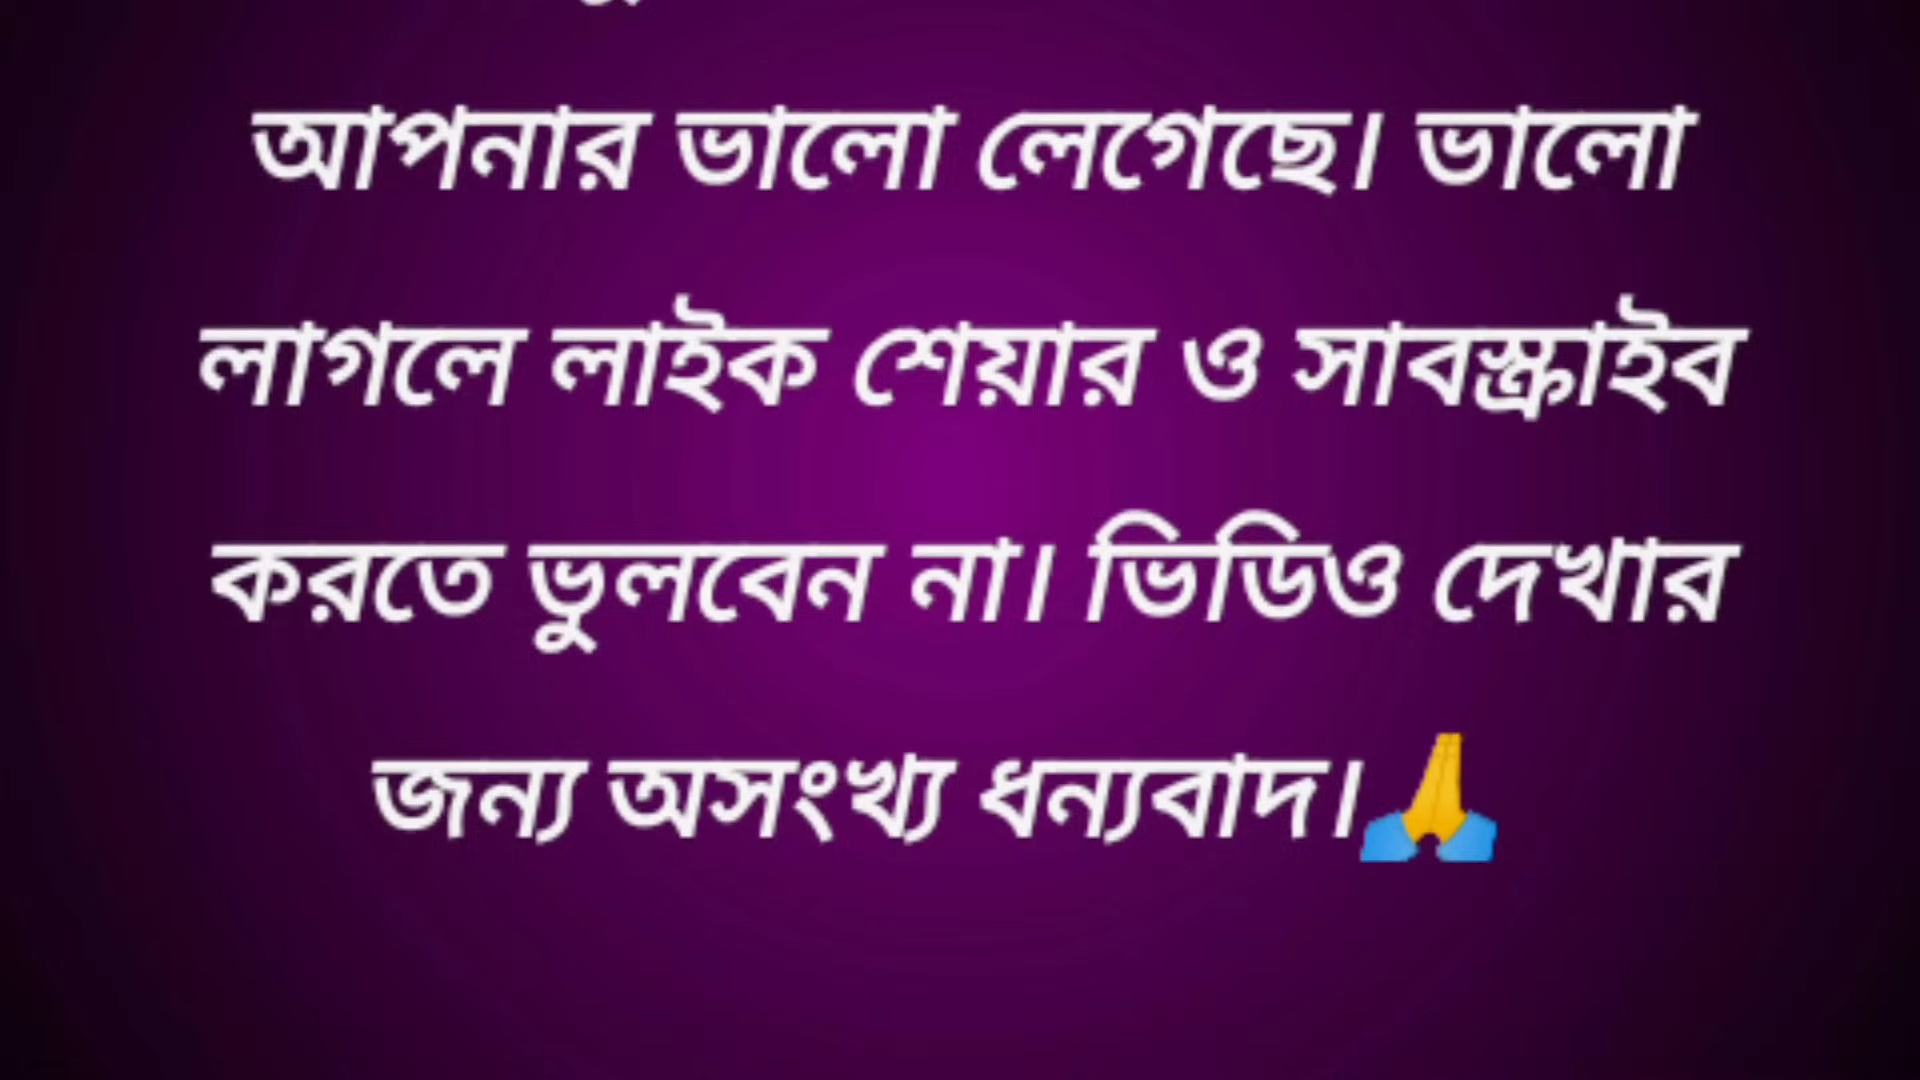 আপনার ভালো লেগেছে। ভালো
লাগলে লাইক শেয়ার ও সাবস্ক্রাইব
করতে ভুলবেন না। ভিডিও দেখার
জন্য অসংখ্য ধন্যবাদ।🙏